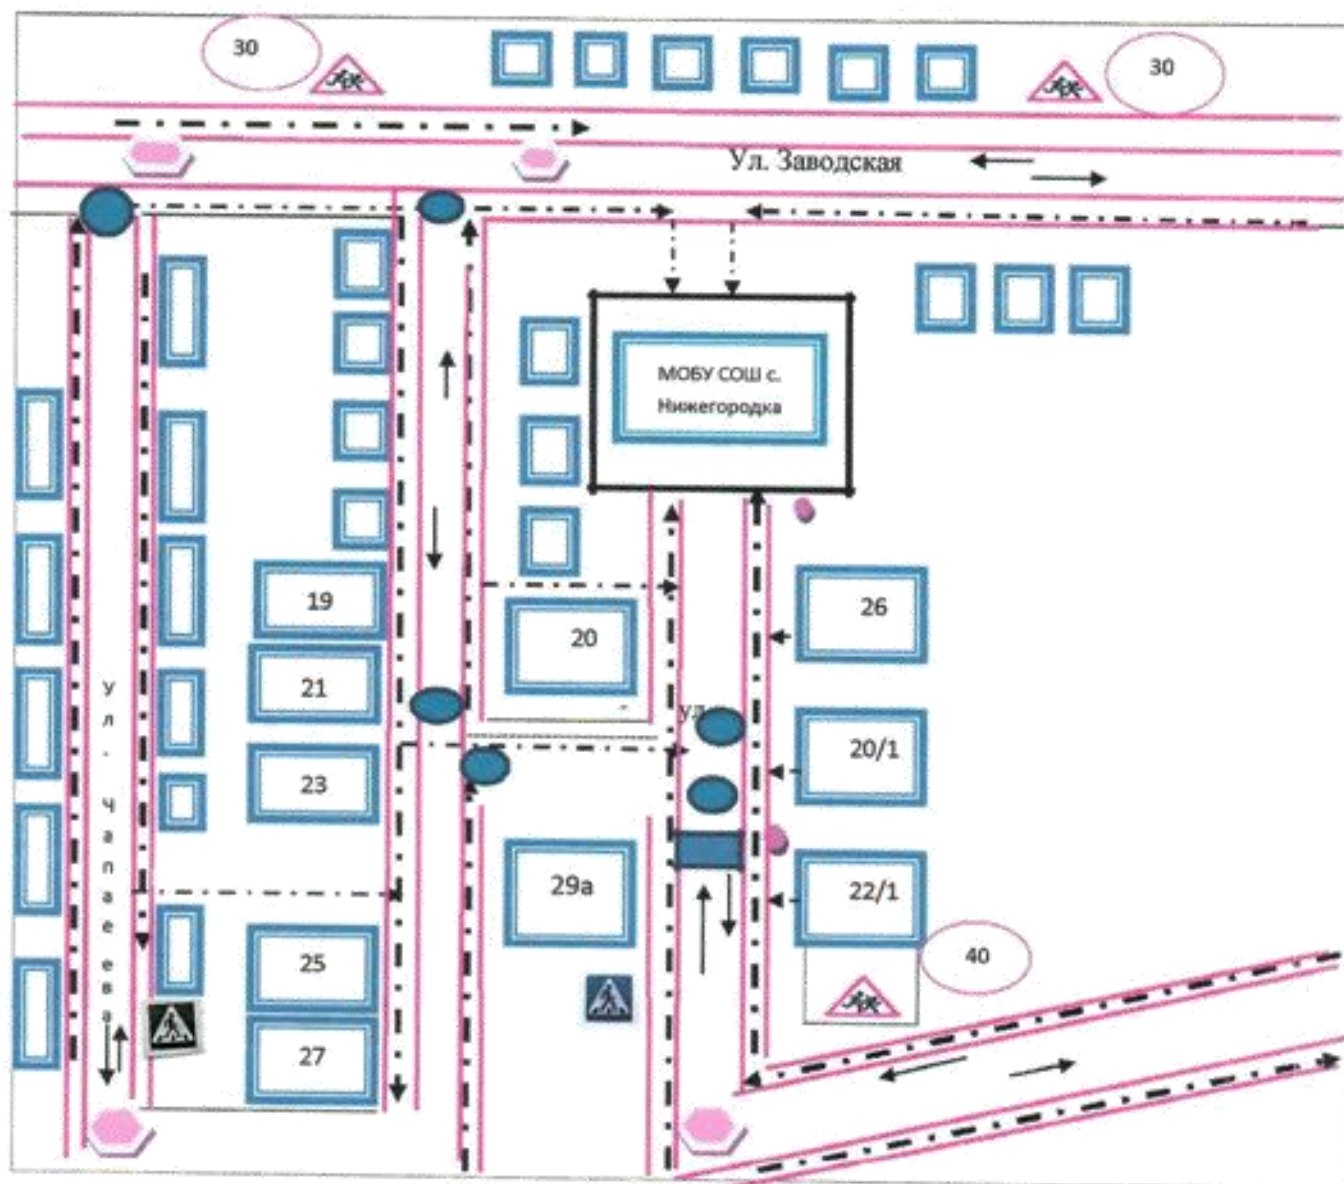 30
30
Ул. Заводская
МОБУ СОШ с.
Нижегородка
19
20
26
21
ул
23
20/1
29а
22/1
25
40
27
У
л
.
Ч
а
п
а
е
е
в
а